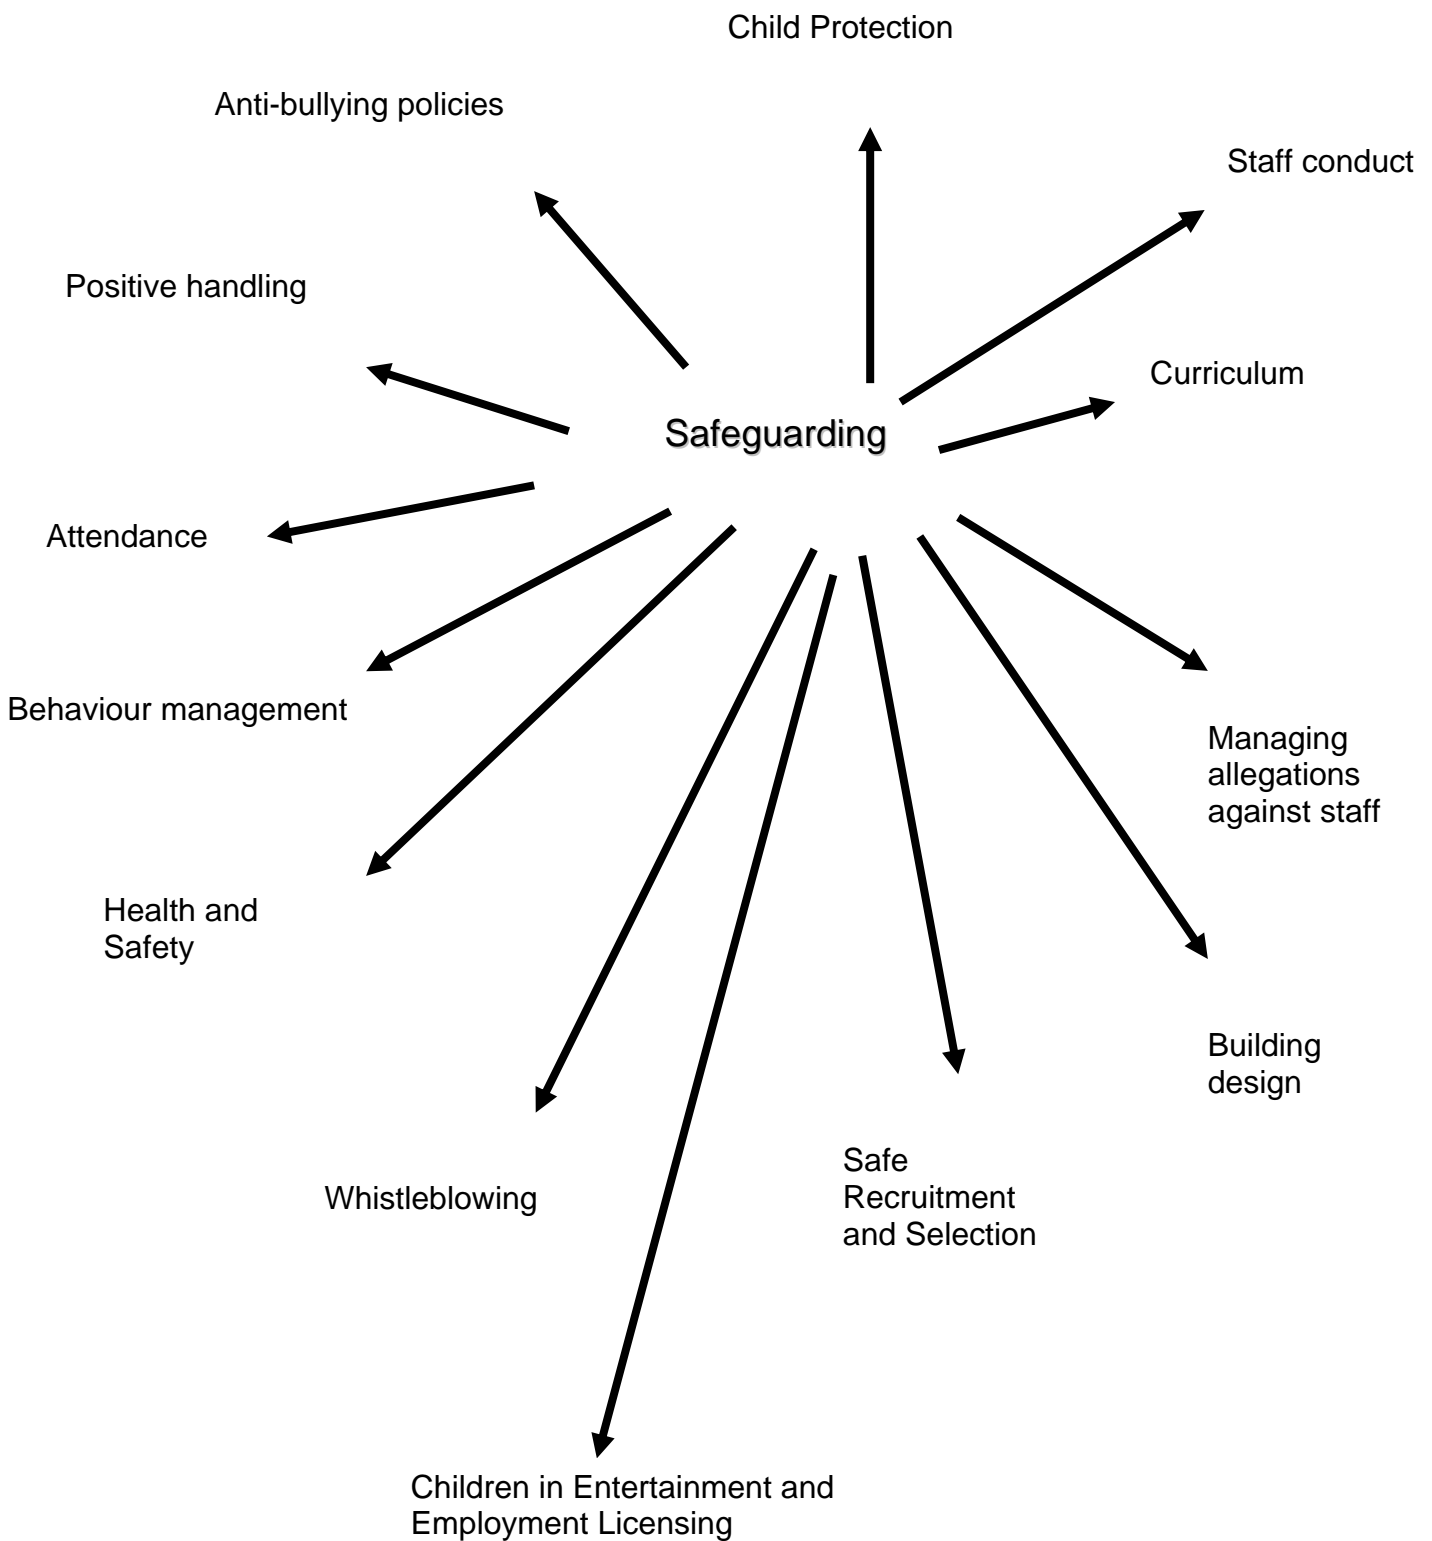 Child Protection
Anti-bullying policies
Staff conduct
Positive handling
Curriculum
Safeguarding
Attendance
Behaviour management
Managing
allegations
against staff
Health and
Safety
Building
design
Safe
Recruitment
and Selection
Whistleblowing
Children in Entertainment and
Employment Licensing